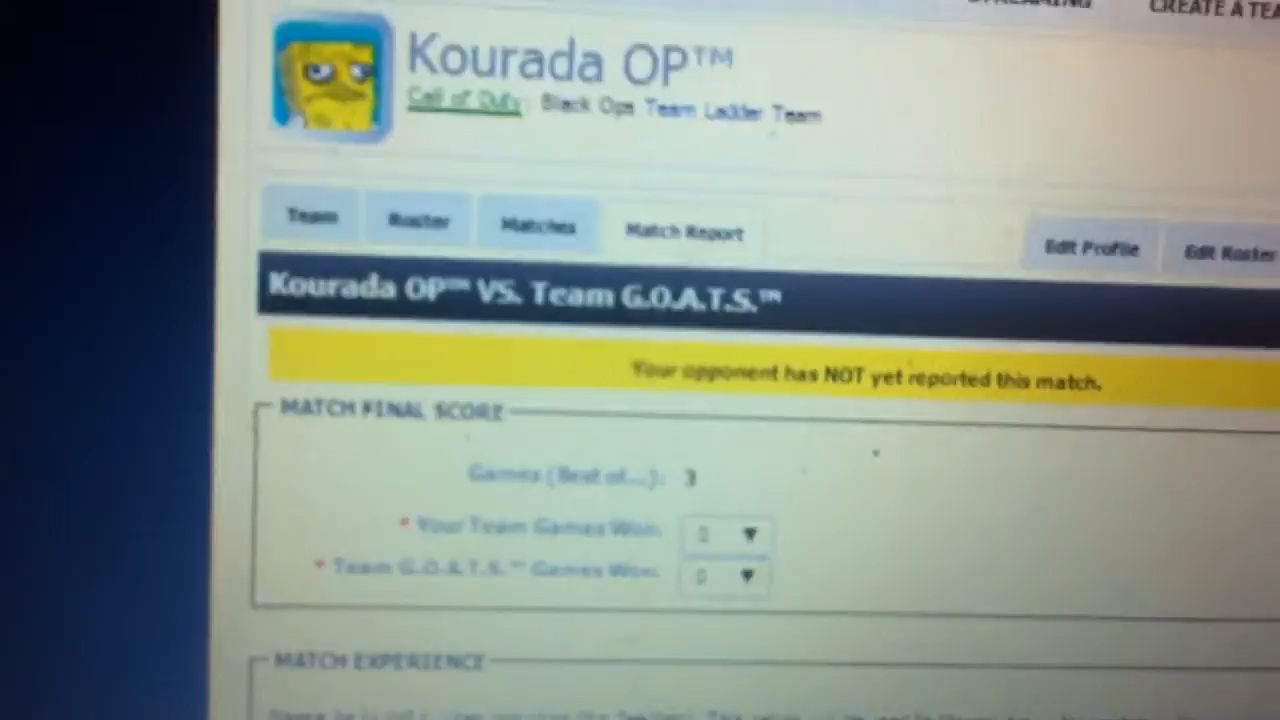 CREATE A TEA
Kourada OP™
Call of Duty: Black Ops Team Ladder Team
Team Roster Matches Match Report Edit Profile Edit Roster
Kourada OP™ VS. Team G.O.A.T.S.™
Your opponent has NOT yet reported this match.
MATCH FINAL SCORE
Games (Best of...): 3
* Your Team Games Won: 0 ▼
* Team G.O.A.T.S.™ Games Won: 0 ▼
MATCH EXPERIENCE